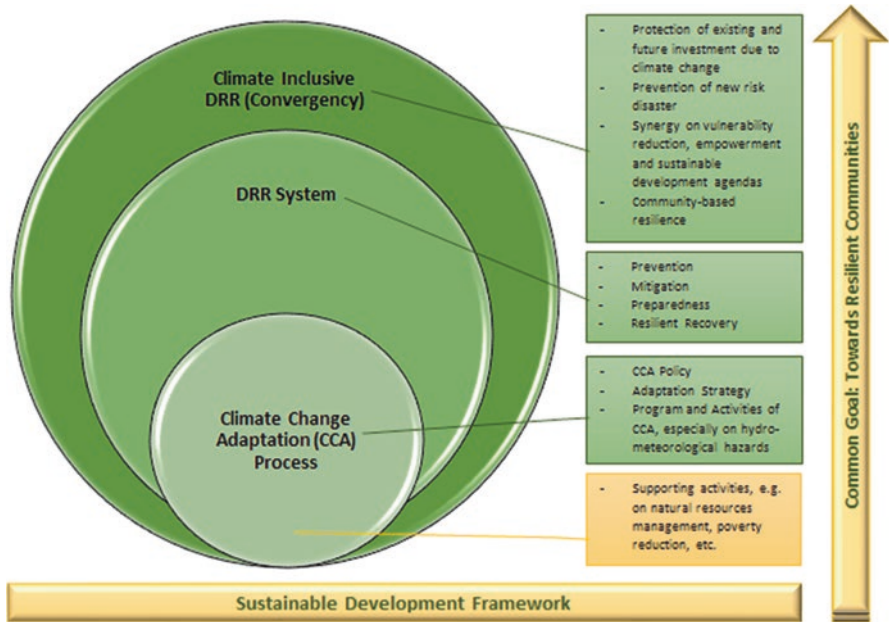 Climate Inclusive
DRR (Convergency)
DRR System
Climate Change
Adaptation (CCA)
Process
- Protection of existing and
future investment due to
climate change
- Prevention of new risk
disaster
- Synergy on vulnerability
reduction, empowerment
and sustainable
development agendas
- Community-based
resilience
- Prevention
- Mitigation
- Preparedness
- Resilient Recovery
- CCA Policy
- Adaptation Strategy
- Program and Activities of
CCA, especially on hydro-
meteorological hazards
- Supporting activities, e.g.
on natural resources
management, poverty
reduction, etc.
Sustainable Development Framework
Common Goal: Towards Resilient Communities